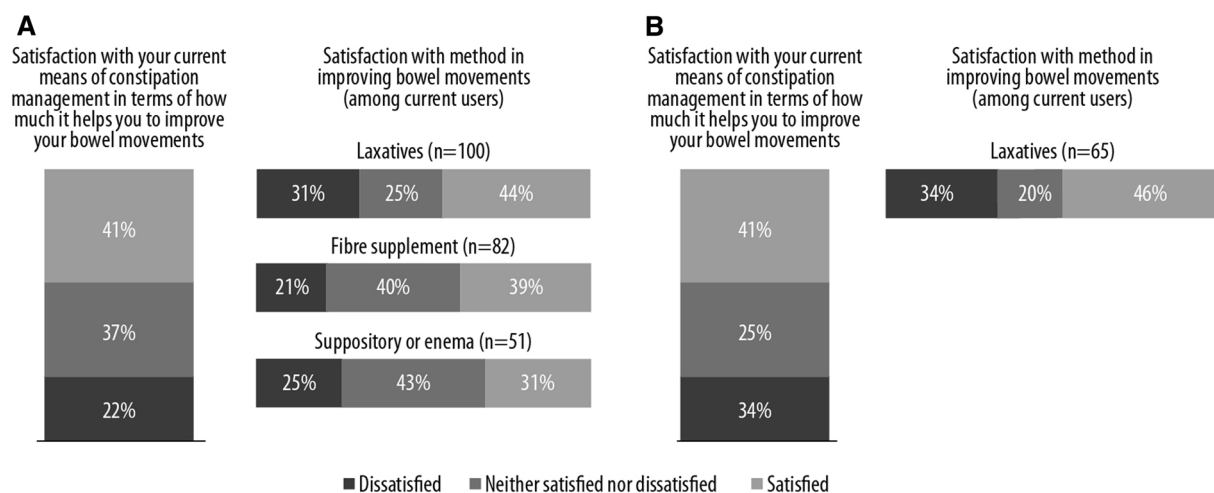 A
Satisfaction with your current
means of constipation
management in terms of how
much it helps you to improve
your bowel movements
41%
37%
22%
Satisfaction with method in
improving bowel movements
(among current users)
Laxatives (n=100)
31% 25% 44%
Fibre supplement (n=82)
21% 40% 39%
Suppository or enema (n=51)
25% 43% 31%
B
Satisfaction with your current
means of constipation
management in terms of how
much it helps you to improve
your bowel movements
41%
25%
34%
Satisfaction with method in
improving bowel movements
(among current users)
Laxatives (n=65)
34% 20% 46%
Dissatisfied Neither satisfied nor dissatisfied Satisfied